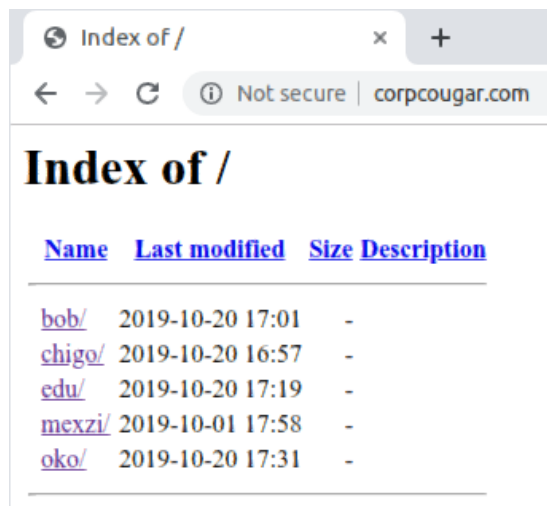 Index of /
Not secure | corpcougar.com
Index of /
Name Last modified Size Description
bob/ 2019-10-20 17:01 -
chigo/ 2019-10-20 16:57 -
edu/ 2019-10-20 17:19 -
mexzi/ 2019-10-01 17:58 -
oko/ 2019-10-20 17:31 -